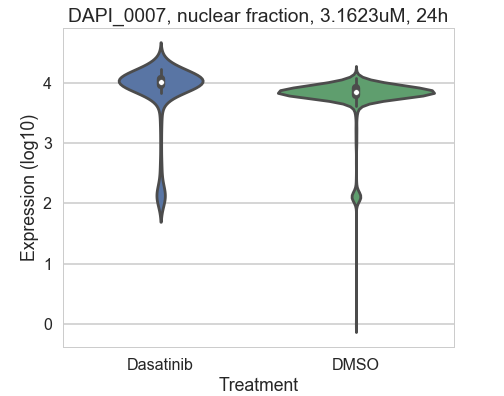 DAPI_0007, nuclear fraction, 3.1623uM, 24h
Expression (log10)
4
3
2
1
0
Dasatinib DMSO
Treatment